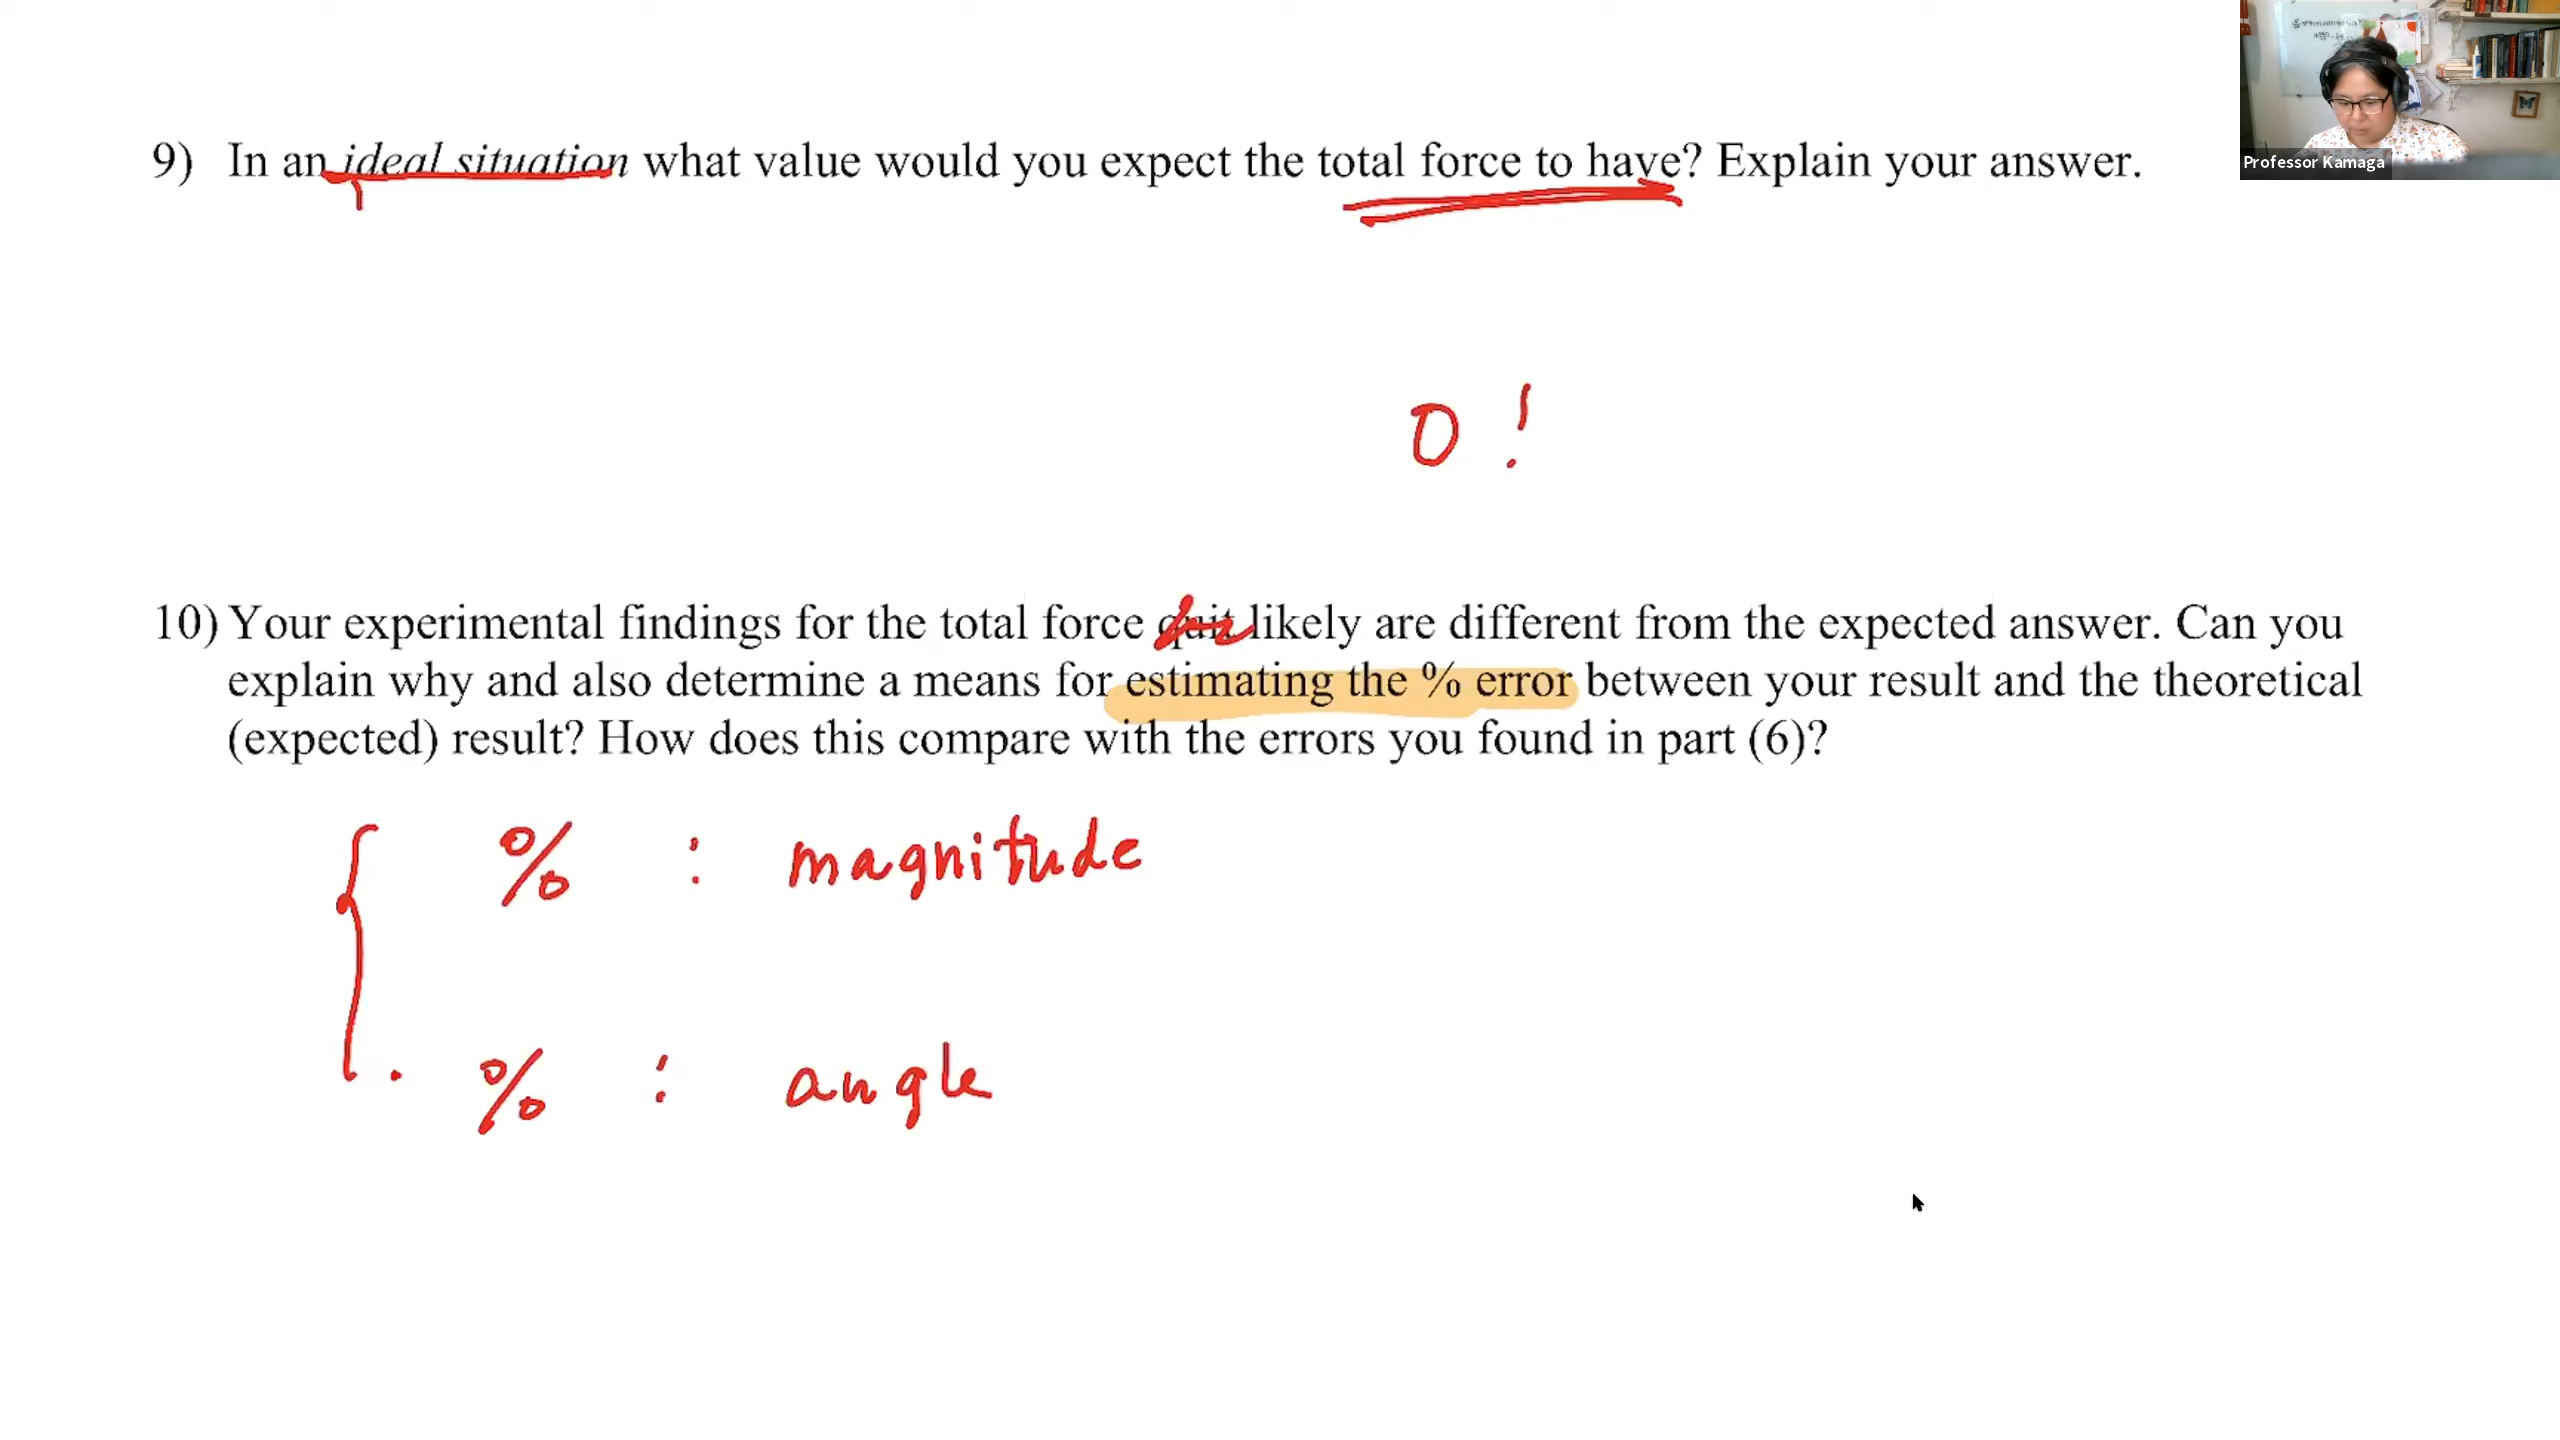 Professor Kamaga
9) In an ideal situation what value would you expect the total force to have? Explain your answer.
0 !
10) Your experimental findings for the total force quit likely are different from the expected answer. Can you
explain why and also determine a means for estimating the % error between your result and the theoretical
(expected) result? How does this compare with the errors you found in part (6)?
% : magnitude
% : angle